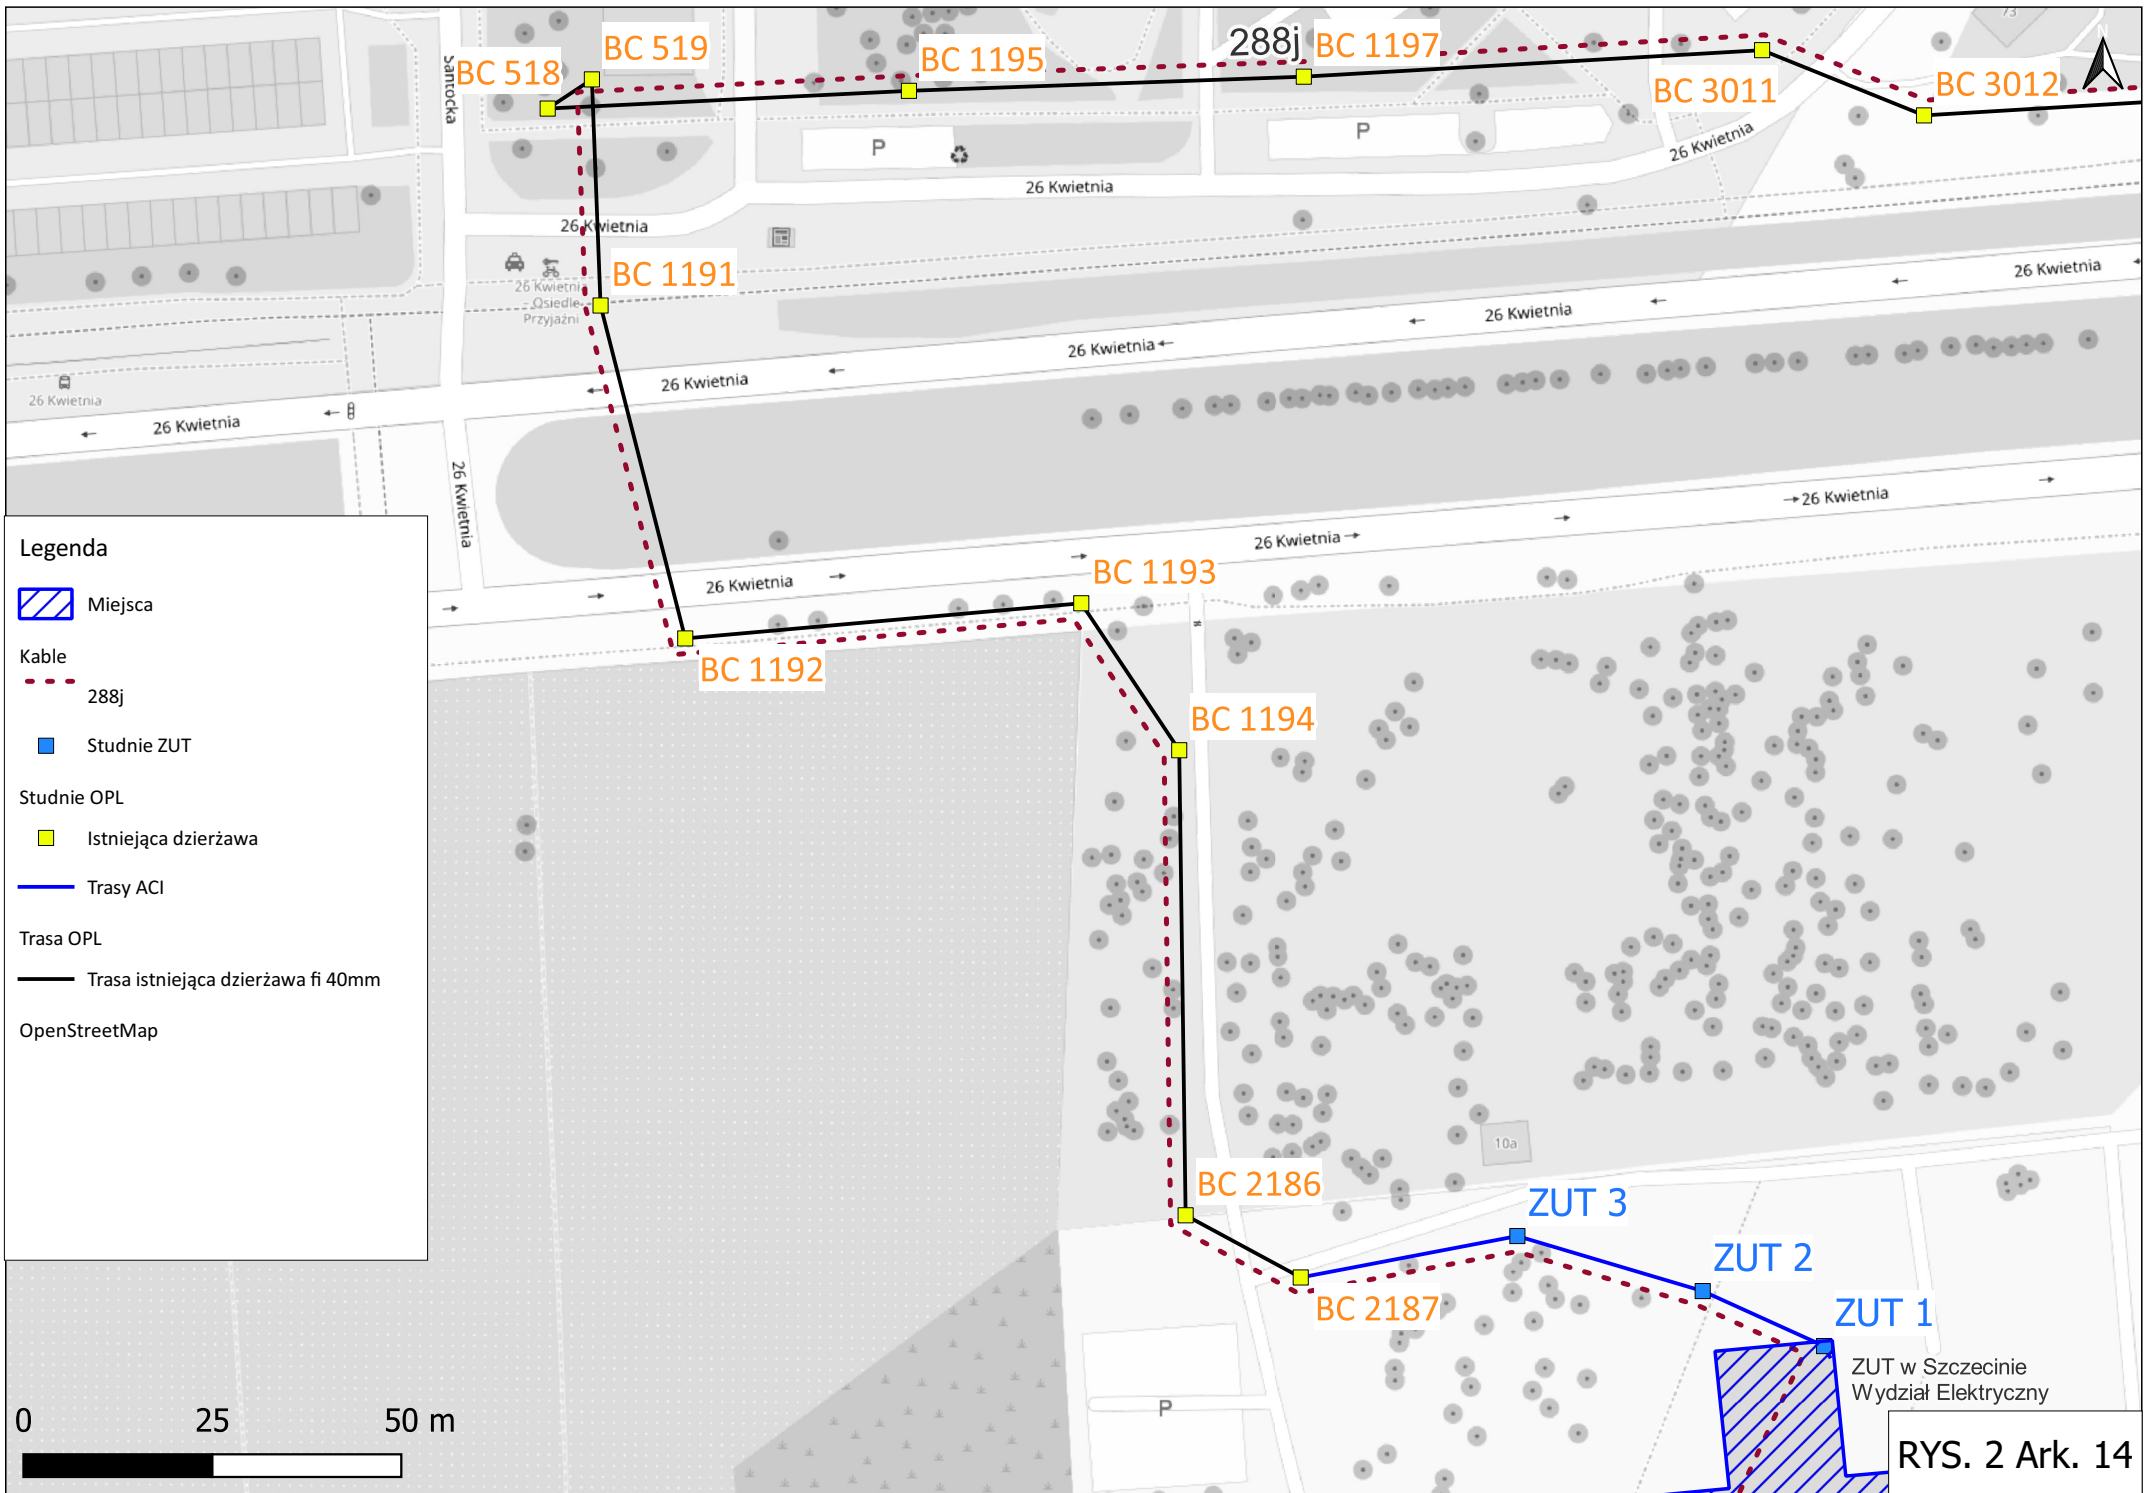 73
BC 519
288j
BC 1197
BC 1195
BC 518
BC 3011
BC 3012
Santocka
P
P
26 Kwietnia
26 Kwietnia
26 Kwietnia
BC 1191
26 Kwietnia
- Osiedle
Przyjaźni
26 Kwietnia
26 Kwietnia
26 Kwietnia
26 Kwietnia
26 Kwietnia
26 Kwietnia
26 Kwietnia
26 Kwietnia
26 Kwietnia
26 Kwietnia
BC 1193
BC 1192
BC 1194
Legenda
Miejsca
Kable
288j
Studnie ZUT
Studnie OPL
Istniejąca dzierżawa
Trasy ACI
Trasa OPL
Trasa istniejąca dzierżawa fi 40mm
OpenStreetMap
10a
BC 2186
ZUT 3
ZUT 2
BC 2187
ZUT 1
ZUT w Szczecinie
Wydział Elektryczny
P
0 25 50 m
RYS. 2 Ark. 14